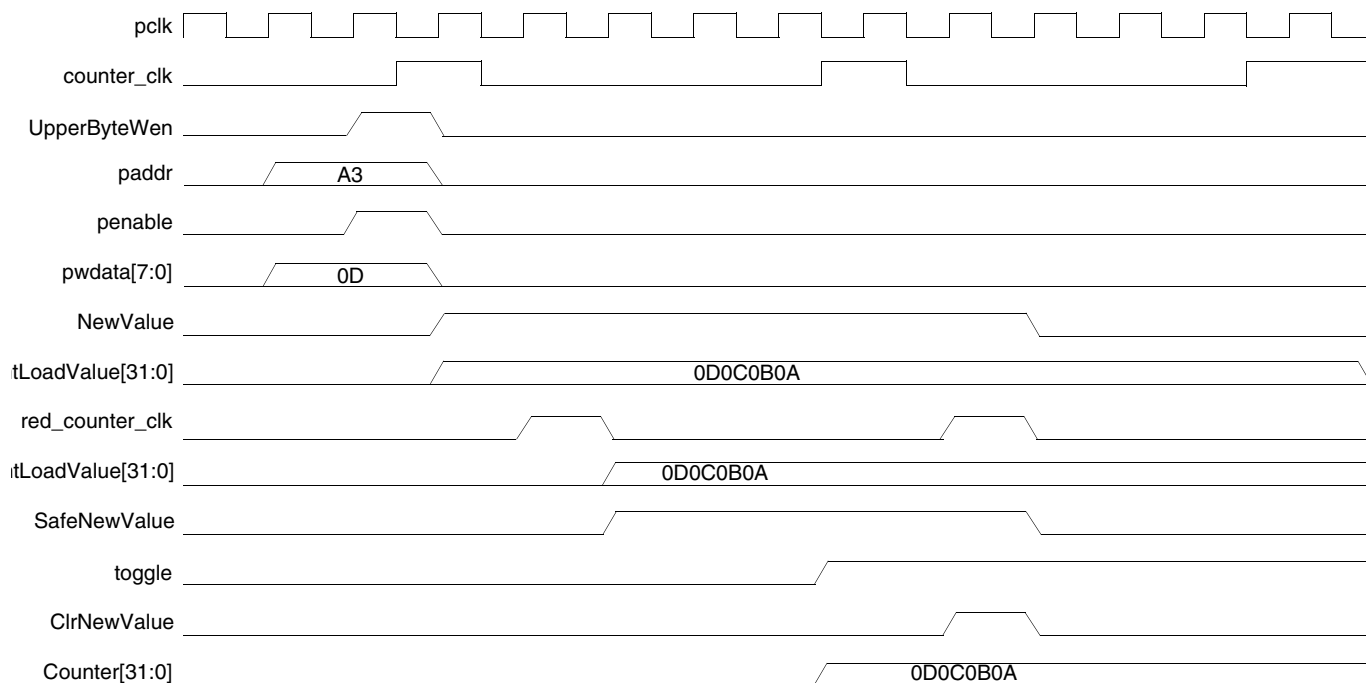 pclk
counter_clk
UpperByteWen
paddr A3
penable
pwdata[7:0] 0D
NewValue
tLoadValue[31:0] 0D0C0B0A
red_counter_clk
tLoadValue[31:0] 0D0C0B0A
SafeNewValue
toggle
ClrNewValue
Counter[31:0] 0D0C0B0A